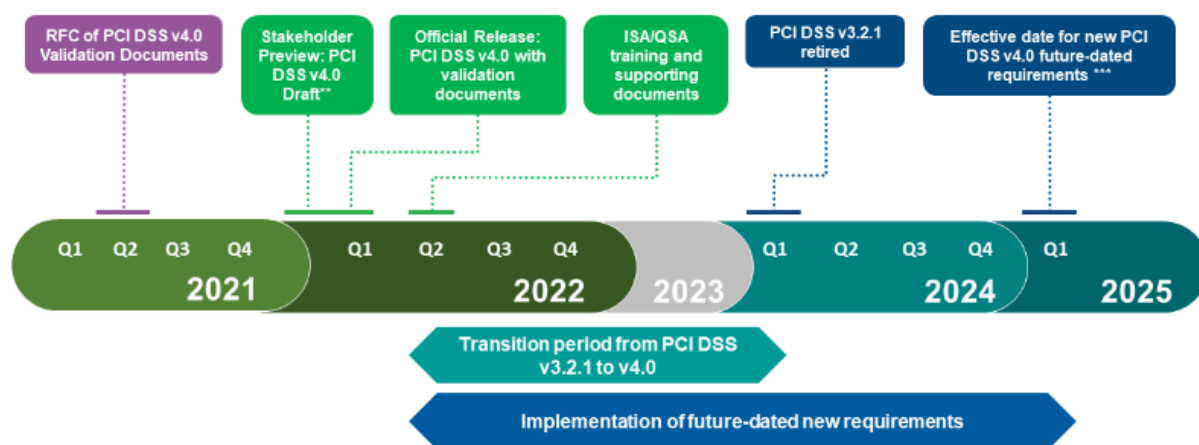 RFC of PCI DSS v4.0
Validation Documents
Stakeholder
Preview: PCI
DSS v4.0
Draft**
Official Release:
PCI DSS v4.0 with
validation
documents
ISA/QSA
training and
supporting
documents
PCI DSS v3.2.1
retired
Effective date for new PCI
DSS v4.0 future-dated
requirements ***
Q1 Q2 Q3 Q4
2021
Q1 Q2 Q3 Q4
2022
2023
Q1 Q2 Q3 Q4
2024
Q1
2025
Transition period from PCI DSS
v3.2.1 to v4.0
Implementation of future-dated new requirements